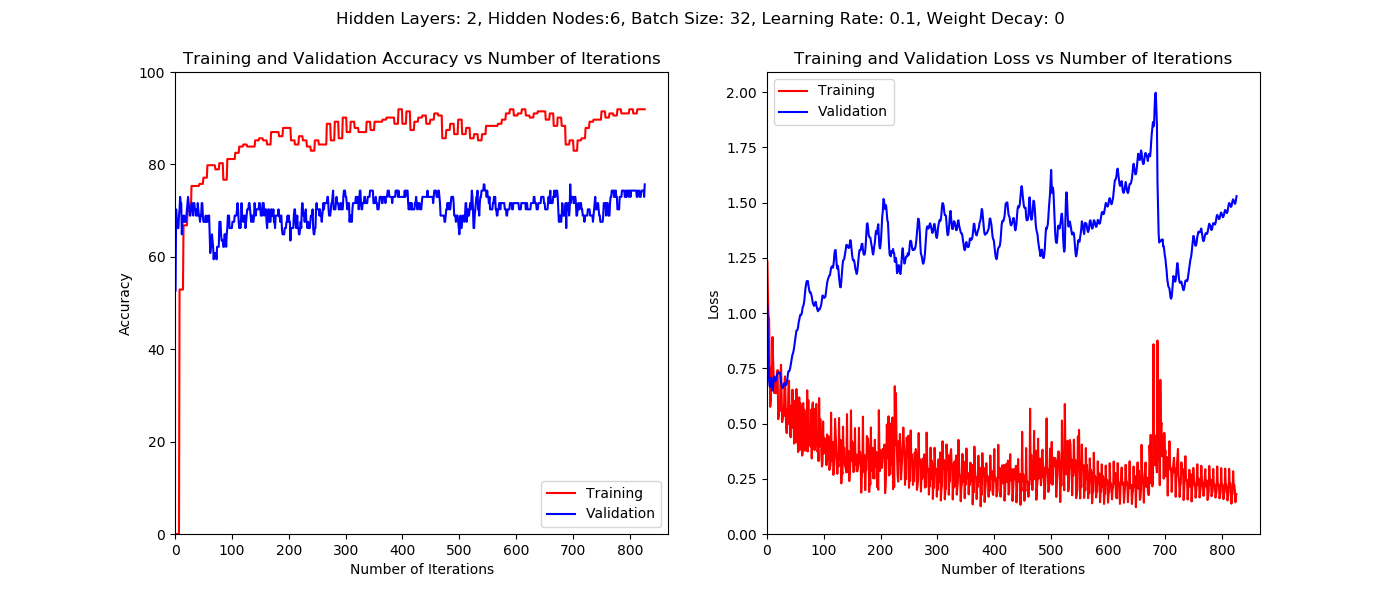 Hidden Layers: 2, Hidden Nodes:6, Batch Size: 32, Learning Rate: 0.1, Weight Decay: 0
Training and Validation Accuracy vs Number of Iterations
100
80
60
40
20
0
Accuracy
0 100 200 300 400 500 600 700 800
Number of Iterations
Training
Validation
Training and Validation Loss vs Number of Iterations
Training
Validation
2.00
1.75
1.50
1.25
1.00
0.75
0.50
0.25
0.00
Loss
0 100 200 300 400 500 600 700 800
Number of Iterations